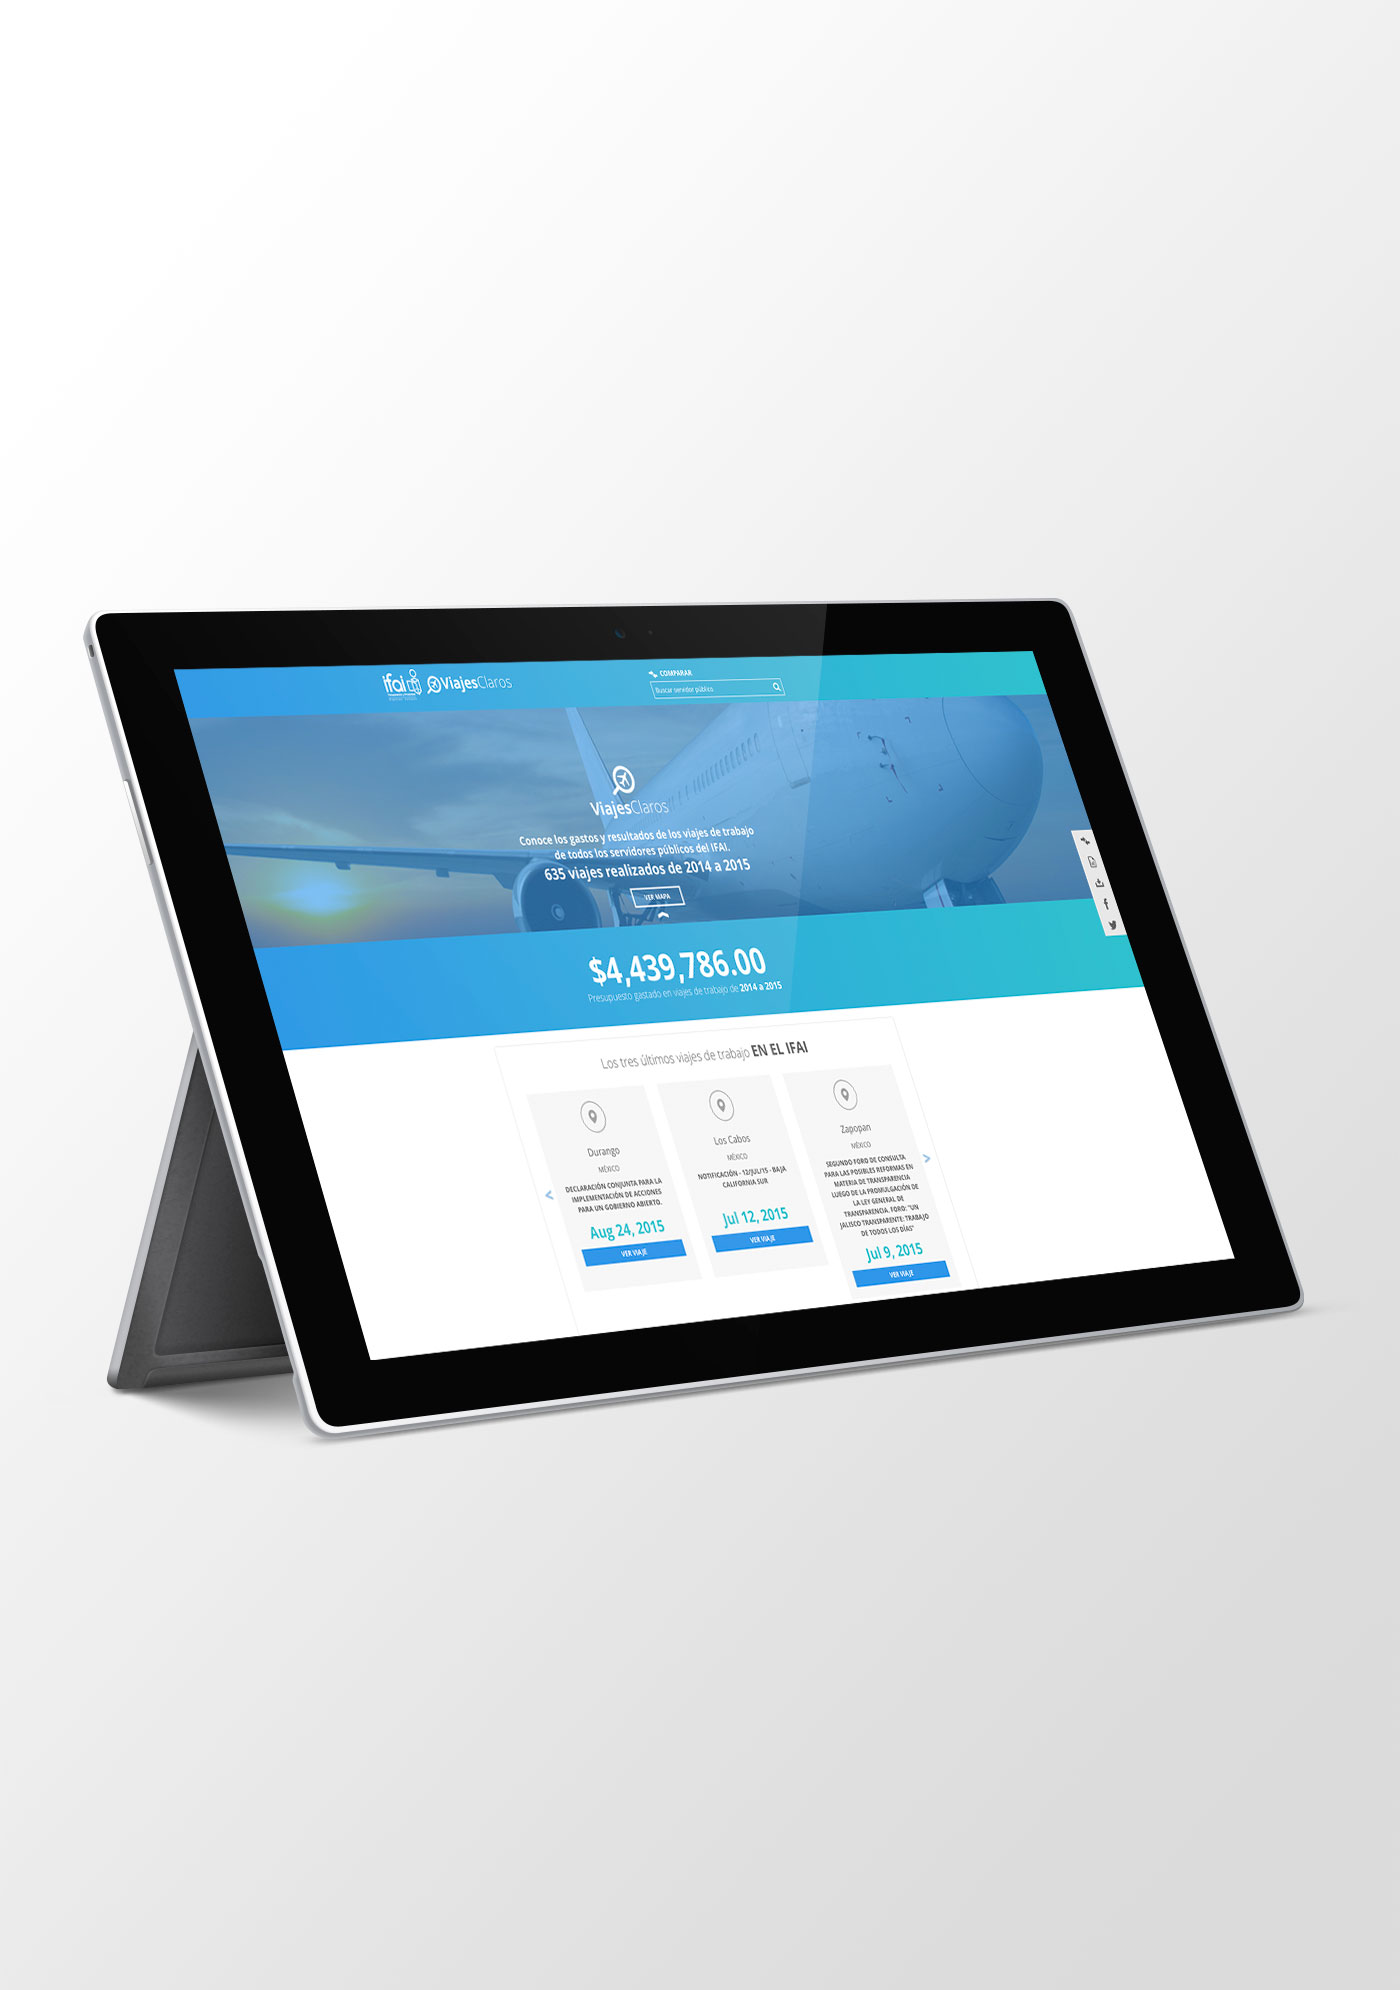 ifai ViajesClaros
COMPARAR
Buscar servidor público
ViajesClaros
Conoce los gastos y resultados de los viajes de trabajo
de todos los servidores públicos del IFAI.
635 viajes realizados de 2014 a 2015
VER MAPA
$4,439,786.00
Presupuesto gastado en viajes de trabajo de 2014 a 2015
Los tres últimos viajes de trabajo EN EL IFAI
Durango
MÉXICO
DECLARACIÓN CONJUNTA PARA LA
IMPLEMENTACIÓN DE ACCIONES
PARA UN GOBIERNO ABIERTO.
Aug 24, 2015
VER VIAJE
Los Cabos
MÉXICO
NOTIFICACIÓN - 12/JUL/15 - BAJA
CALIFORNIA SUR
Jul 12, 2015
VER VIAJE
Zapopan
MÉXICO
SEGUNDO FORO DE CONSULTA
PARA LAS POSIBLES REFORMAS EN
MATERIA DE TRANSPARENCIA
LUEGO DE LA PROMULGACIÓN DE
LA LEY GENERAL DE
TRANSPARENCIA. FORO: "UN
JALISCO TRANSPARENTE: TRABAJO
DE TODOS LOS DÍAS"
Jul 9, 2015
VER VIAJE